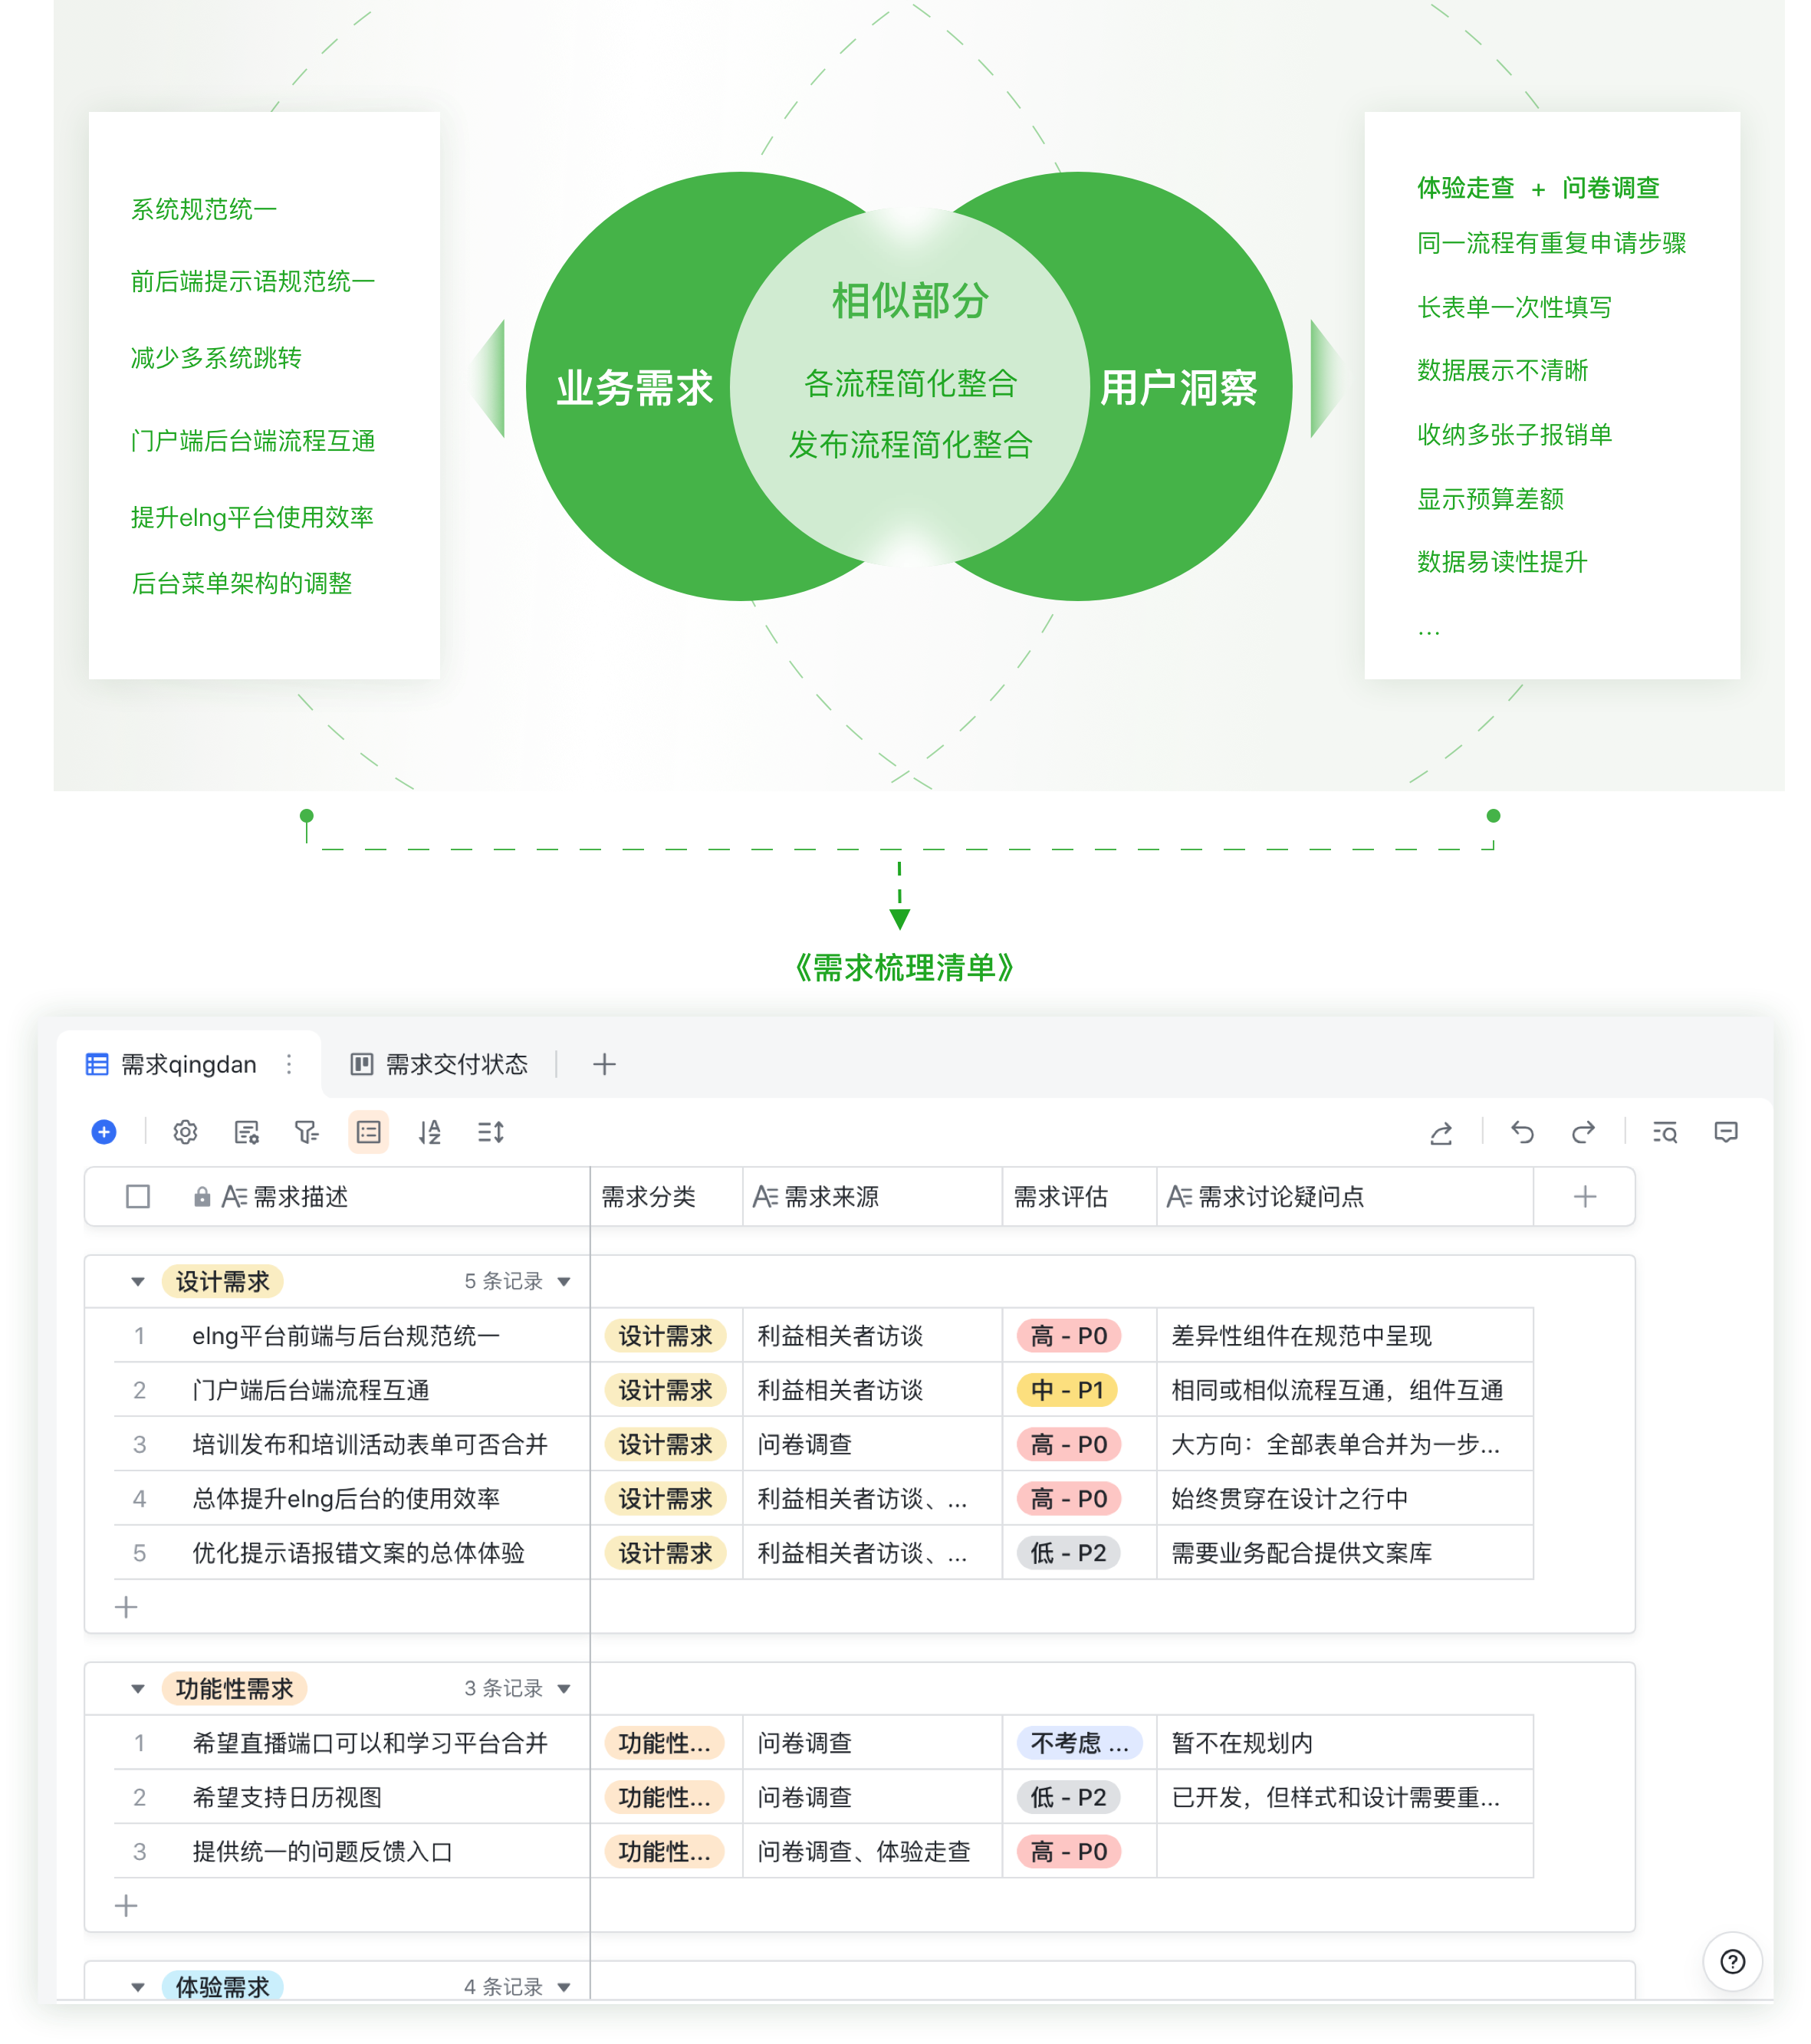 系统规范统一
前后端提示语规范统一
减少多系统跳转
门户端后台端流程互通
提升elng平台使用效率
后台菜单架构的调整
业务需求
相似部分
各流程简化整合
发布流程简化整合
用户洞察
体验走查 + 问卷调查
同一流程有重复申请步骤
长表单一次性填写
数据展示不清晰
收纳多张子报销单
显示预算差额
数据易读性提升
...
《需求梳理清单》
需求qingdan 需求交付状态
需求描述 需求分类 需求来源 需求评估 需求讨论疑问点
设计需求 5 条记录
1 elng平台前端与后台规范统一 设计需求 利益相关者访谈 高 - P0 差异性组件在规范中呈现
2 门户端后台端流程互通 设计需求 利益相关者访谈 中 - P1 相同或相似流程互通，组件互通
3 培训发布和培训活动表单可否合并 设计需求 问卷调查 高 - P0 大方向：全部表单合并为一步...
4 总体提升elng后台的使用效率 设计需求 利益相关者访谈、... 高 - P0 始终贯穿在设计之行中
5 优化提示语报错文案的总体体验 设计需求 利益相关者访谈、... 低 - P2 需要业务配合提供文案库
功能性需求 3 条记录
1 希望直播端口可以和学习平台合并 功能性... 问卷调查 不考虑 ... 暂不在规划内
2 希望支持日历视图 功能性... 问卷调查 低 - P2 已开发，但样式和设计需要重...
3 提供统一的问题反馈入口 功能性... 问卷调查、体验走查 高 - P0
体验需求 4 条记录